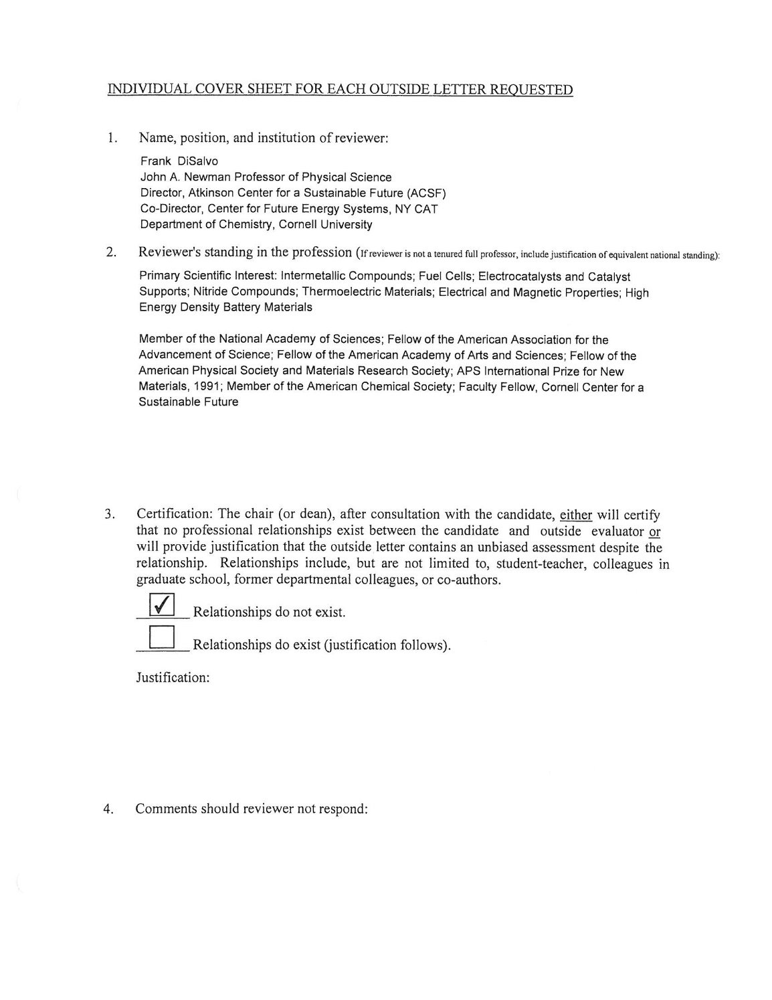 INDIVIDUAL COVER SHEET FOR EACH OUTSIDE LETTER REQUESTED
1. Name, position, and institution of reviewer:
Frank DiSalvo
John A. Newman Professor of Physical Science
Director, Atkinson Center for a Sustainable Future (ACSF)
Co-Director, Center for Future Energy Systems, NY CAT
Department of Chemistry, Cornell University
2. Reviewer's standing in the profession (If reviewer is not a tenured full professor, include justification of equivalent national standing):
Primary Scientific Interest: Intermetallic Compounds; Fuel Cells; Electrocatalysts and Catalyst
Supports; Nitride Compounds; Thermoelectric Materials; Electrical and Magnetic Properties; High
Energy Density Battery Materials
Member of the National Academy of Sciences; Fellow of the American Association for the
Advancement of Science; Fellow of the American Academy of Arts and Sciences; Fellow of the
American Physical Society and Materials Research Society; APS International Prize for New
Materials, 1991; Member of the American Chemical Society; Faculty Fellow, Cornell Center for a
Sustainable Future
3. Certification: The chair (or dean), after consultation with the candidate, either will certify
that no professional relationships exist between the candidate and outside evaluator or
will provide justification that the outside letter contains an unbiased assessment despite the
relationship. Relationships include, but are not limited to, student-teacher, colleagues in
graduate school, former departmental colleagues, or co-authors.
✓ Relationships do not exist.
Relationships do exist (justification follows).
Justification:
4. Comments should reviewer not respond: